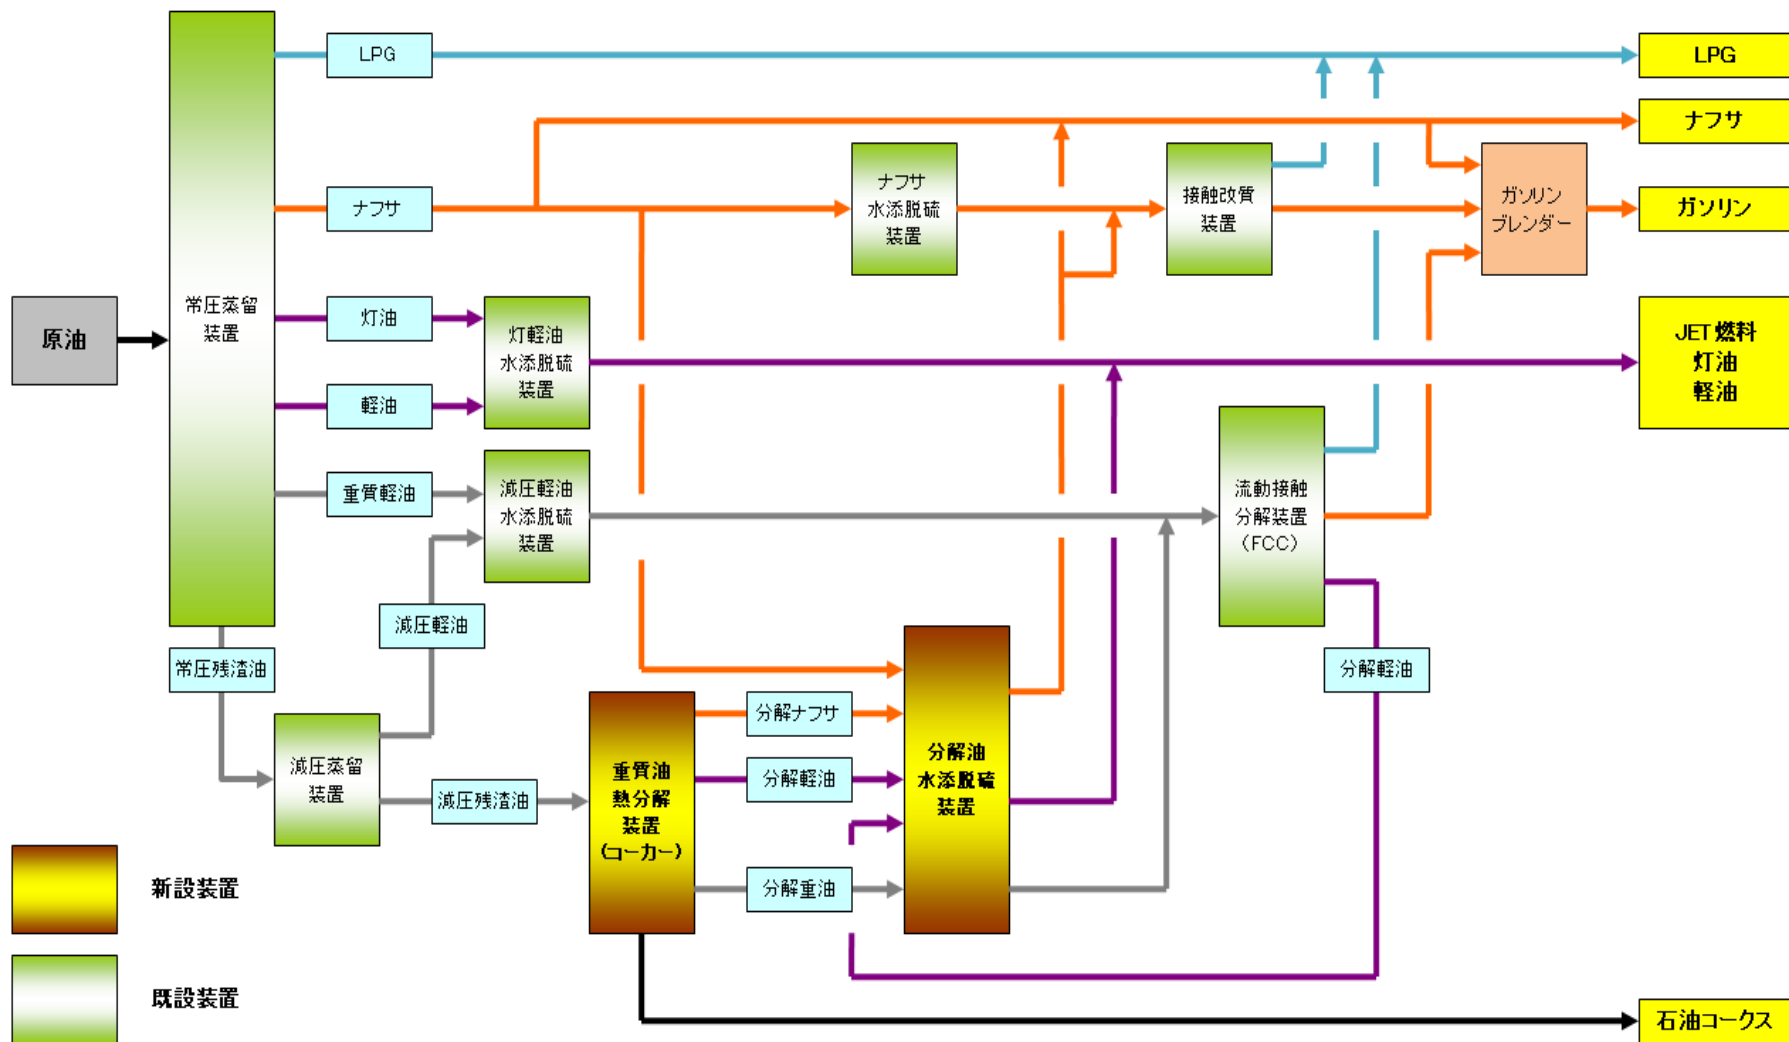 LPG
LPG
ナフサ
ナフサ
ナフサ
水添脱硫
装置
接触改質
装置
ガソリン
ブレンダー
ガソリン
原油
常圧蒸留
装置
灯油
軽油
灯軽油
水添脱硫
装置
JET 燃料
灯油
軽油
重質軽油
減圧軽油
水添脱硫
装置
流動接触
分解装置
（FCC）
減圧軽油
常圧残渣油
減圧蒸留
装置
減圧残渣油
重質油
熱分解
装置
(コーカー)
分解ナフサ
分解軽油
分解重油
分解油
水添脱硫
装置
分解軽油
新設装置
既設装置
石油コークス